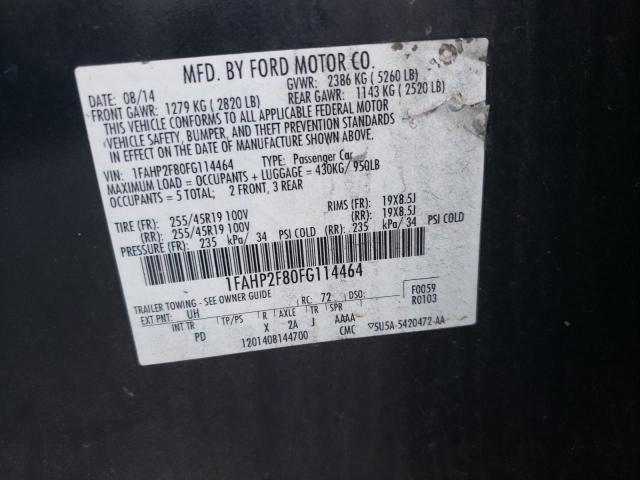 MFD. BY FORD MOTOR CO.
DATE: 08/14 GVWR: 2386 KG ( 5260 LB)
FRONT GAWR: 1279 KG ( 2820 LB) REAR GAWR: 1143 KG ( 2520 LB)
THIS VEHICLE CONFORMS TO ALL APPLICABLE FEDERAL MOTOR
VEHICLE SAFETY, BUMPER, AND THEFT PREVENTION STANDARDS
IN EFFECT ON THE DATE OF MANUFACTURE SHOWN ABOVE.
VIN: 1FAHP2F80FG114464 TYPE: Passenger Car
MAXIMUM LOAD = OCCUPANTS + LUGGAGE = 430KG/ 950LB
OCCUPANTS = 5 TOTAL; 2 FRONT, 3 REAR
TIRE (FR): 255/45R19 100V RIMS (FR): 19X8.5J
(RR): 255/45R19 100V (RR): 19X8.5J
PRESSURE (FR): 235 kPa/ 34 PSI COLD (RR): 235 kPa/ 34 PSI COLD
1FAHP2F80FG114464
TRAILER TOWING - SEE OWNER GUIDE RC: 72 DSO: F0059
EXT PNT: UH R0103
INT TR TP/PS R AXLE TR SPR
PD X 2A J AAAA
1201408144700 CMC 5U5A-5420472-AA